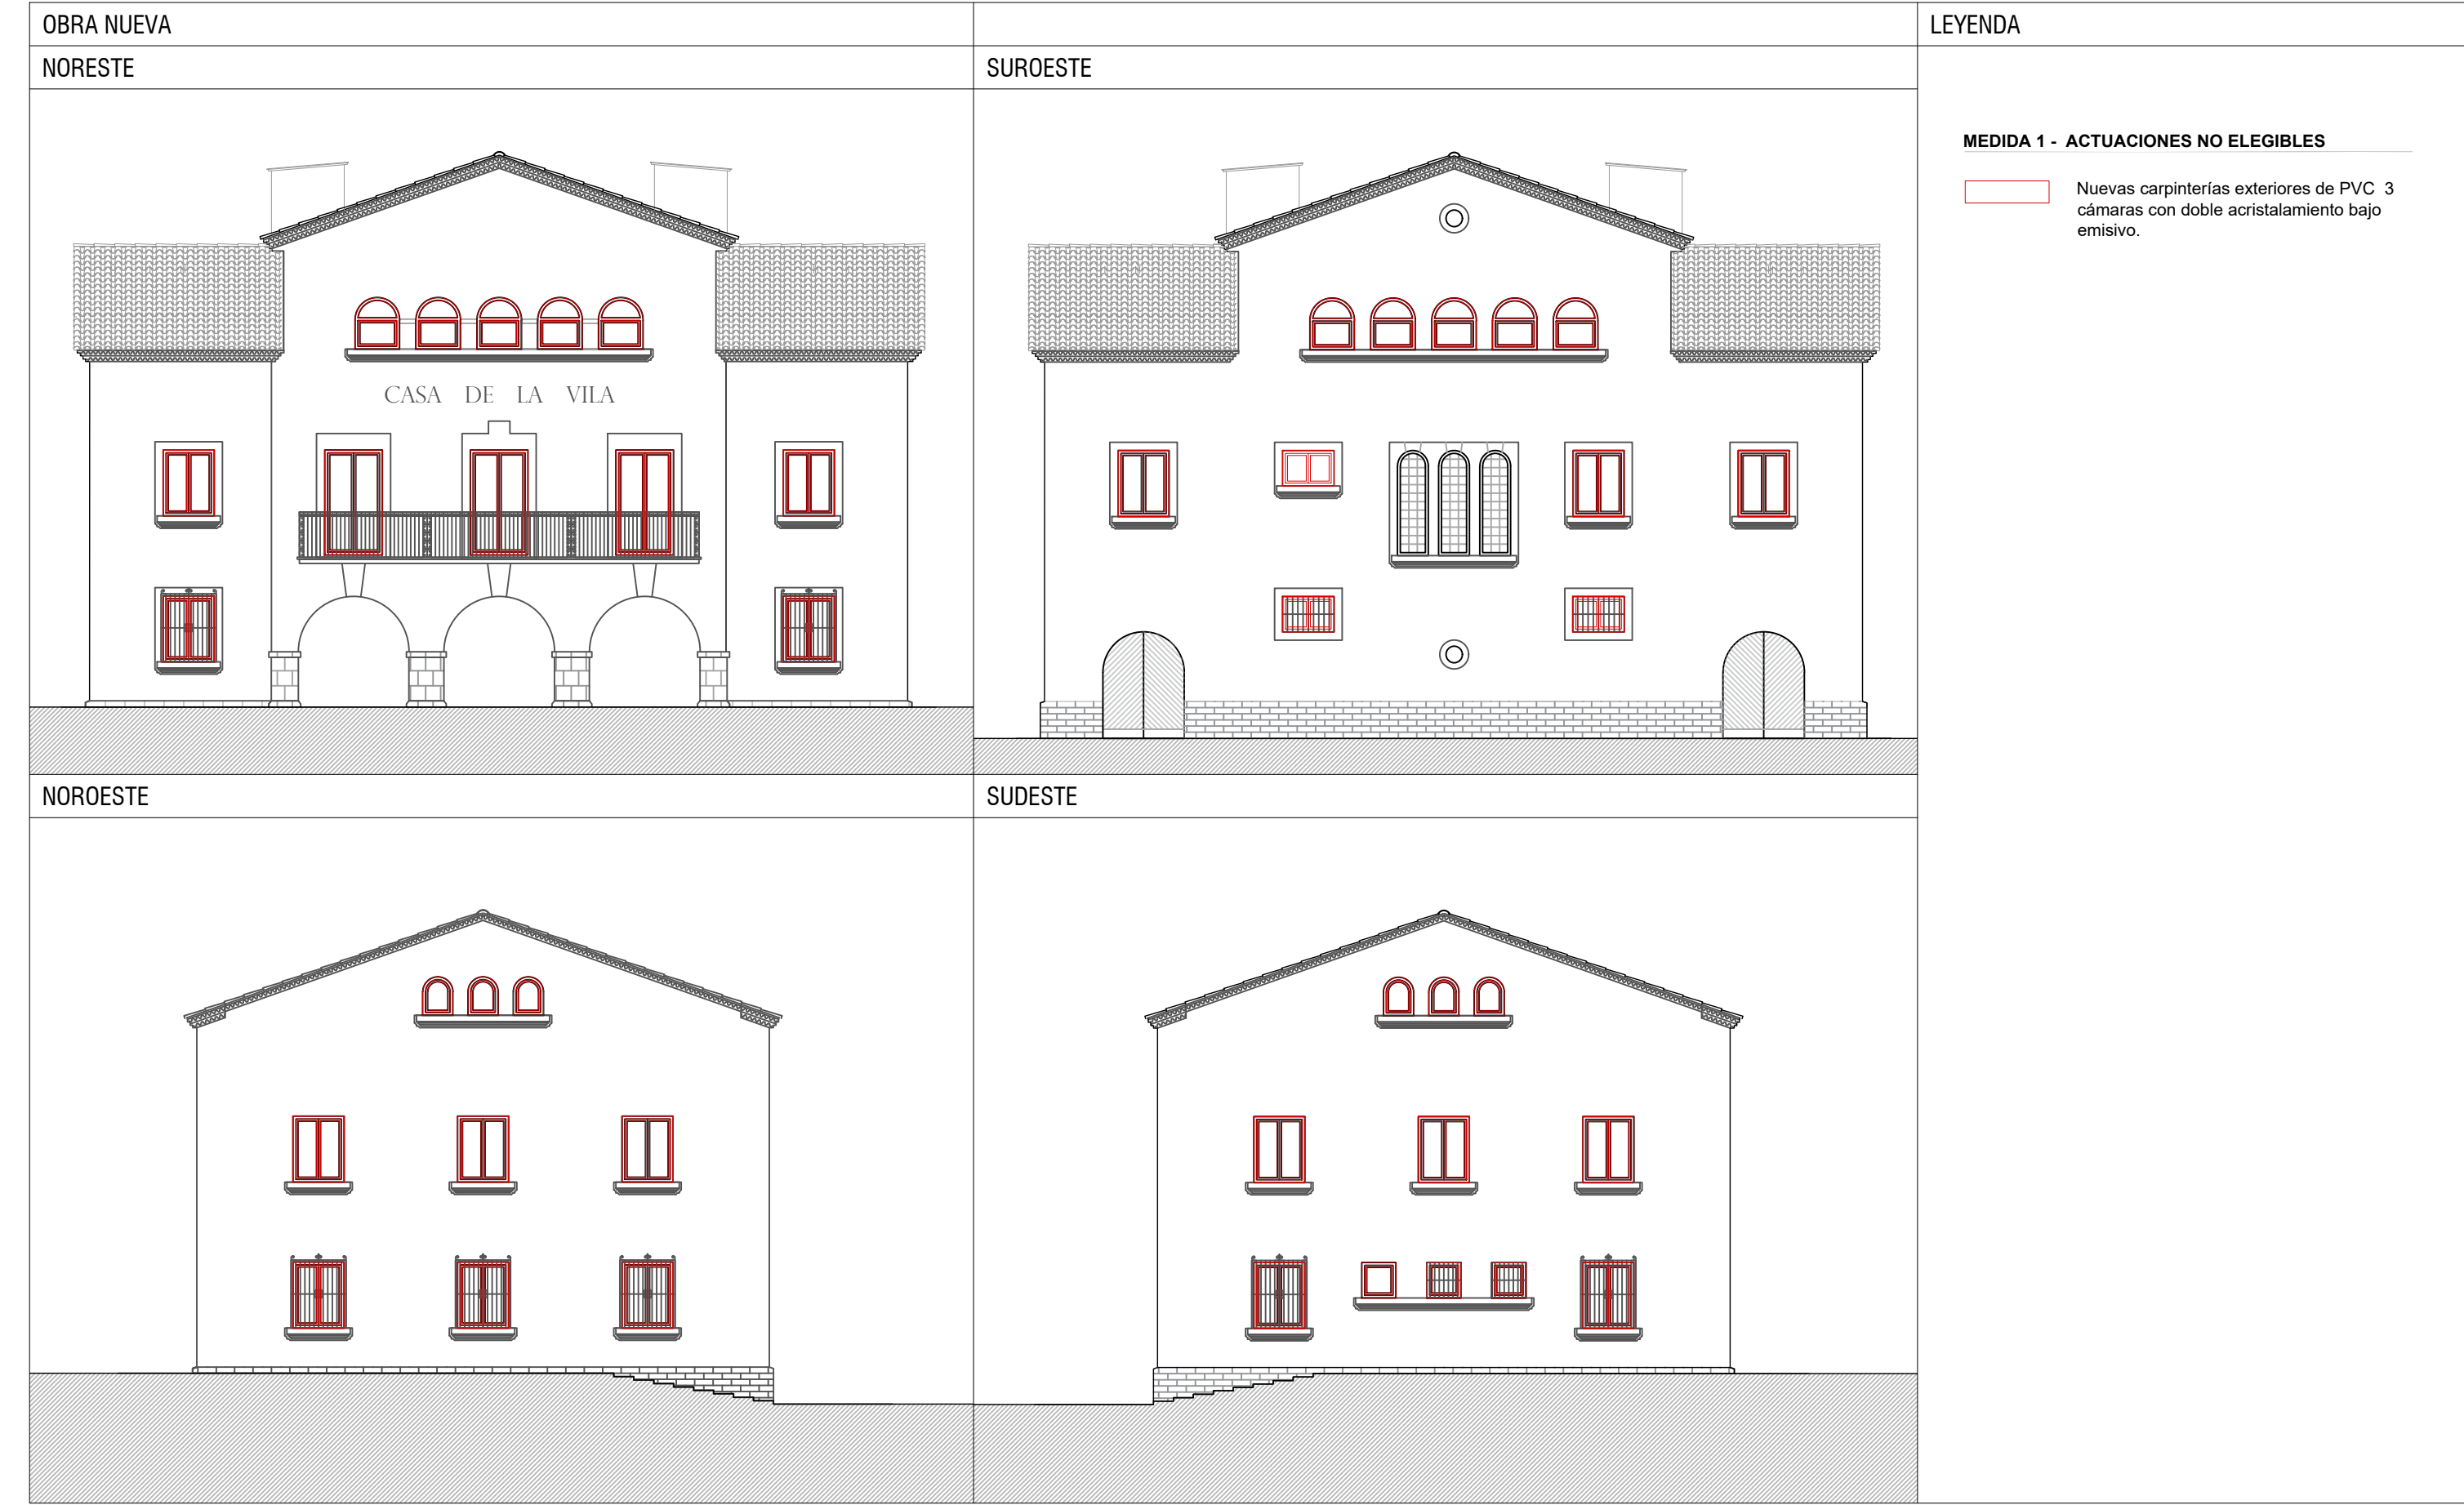 OBRA NUEVA
LEYENDA
NORESTE
SUROESTE
MEDIDA 1 - ACTUACIONES NO ELEGIBLES
Nuevas carpinterías exteriores de PVC 3
cámaras con doble acristalamiento bajo
emisivo.
CASA DE LA VILA
NOROESTE
SUDESTE